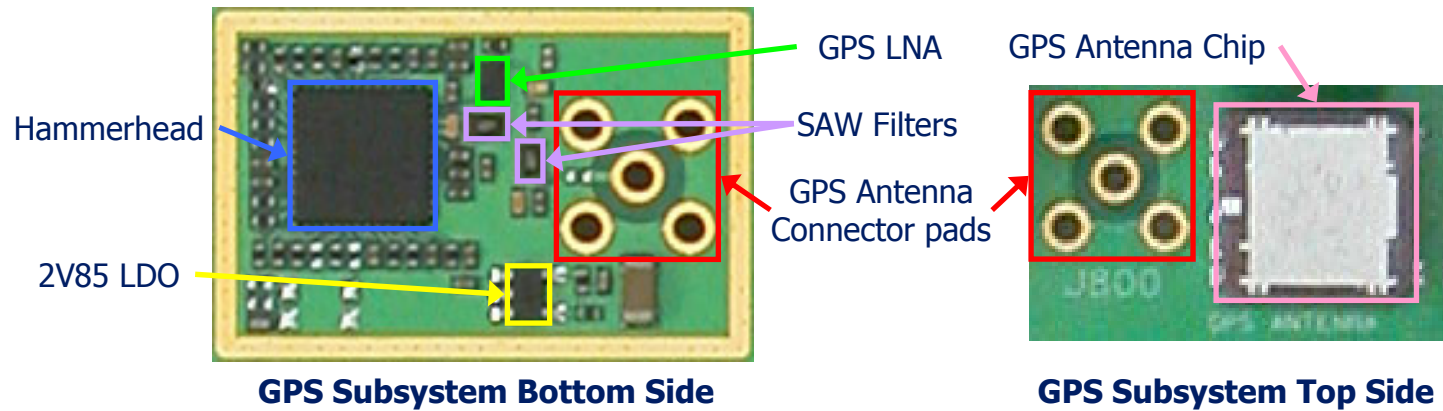 GPS LNA
GPS Antenna Chip
Hammerhead
SAW Filters
GPS Antenna
Connector pads
2V85 LDO
J800
GPS ANTENNA
GPS Subsystem Bottom Side
GPS Subsystem Top Side